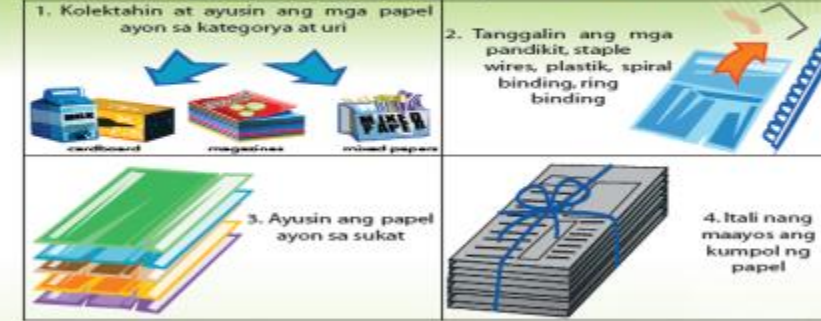 1. Kolektahin at ayusin ang mga papel
ayon sa kategorya at uri
MILK
MIXED
PAPER
cardboard
magazines
mixed papers
2. Tanggalin ang mga
pandikit, staple
wires, plastik, spiral
binding, ring
binding
3. Ayusin ang papel
ayon sa sukat
4. Itali nang
maayos ang
kumpol ng
papel